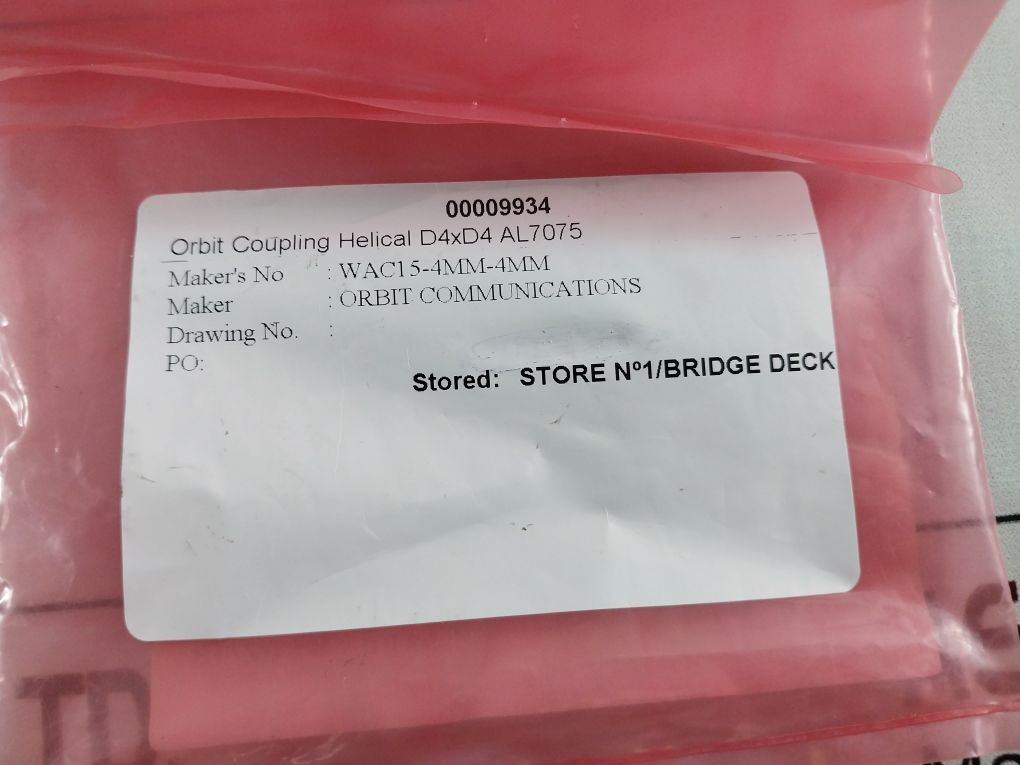 00009934
Orbit Coupling Helical D4xD4 AL7075
Maker's No : WAC15-4MM-4MM
Maker : ORBIT COMMUNICATIONS
Drawing No. :
PO:
Stored: STORE Nº1/BRIDGE DECK
TD